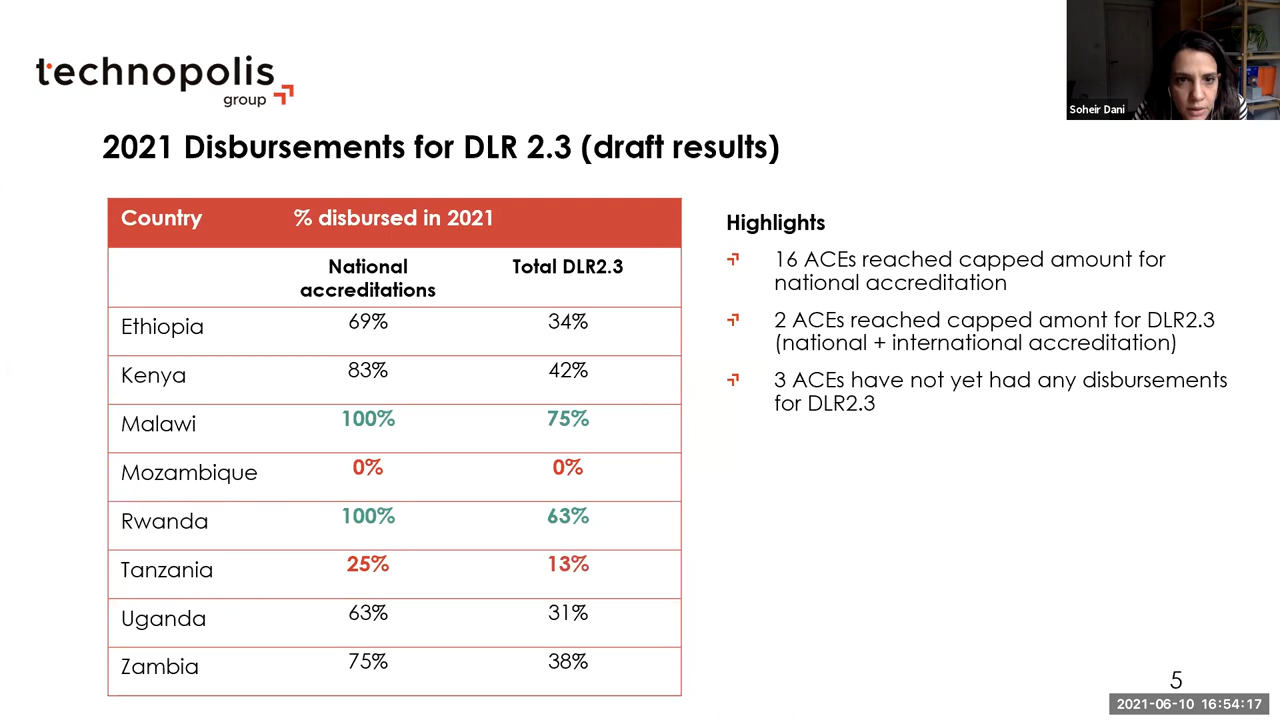 technopolis
group
Soheir Dani
2021 Disbursements for DLR 2.3 (draft results)
Country % disbursed in 2021
National Total DLR2.3
accreditations
Ethiopia 69% 34%
Kenya 83% 42%
Malawi 100% 75%
Mozambique 0% 0%
Rwanda 100% 63%
Tanzania 25% 13%
Uganda 63% 31%
Zambia 75% 38%
Highlights
16 ACEs reached capped amount for
national accreditation
2 ACEs reached capped amont for DLR2.3
(national + international accreditation)
3 ACEs have not yet had any disbursements
for DLR2.3
5
2021-06-10 16:54:17